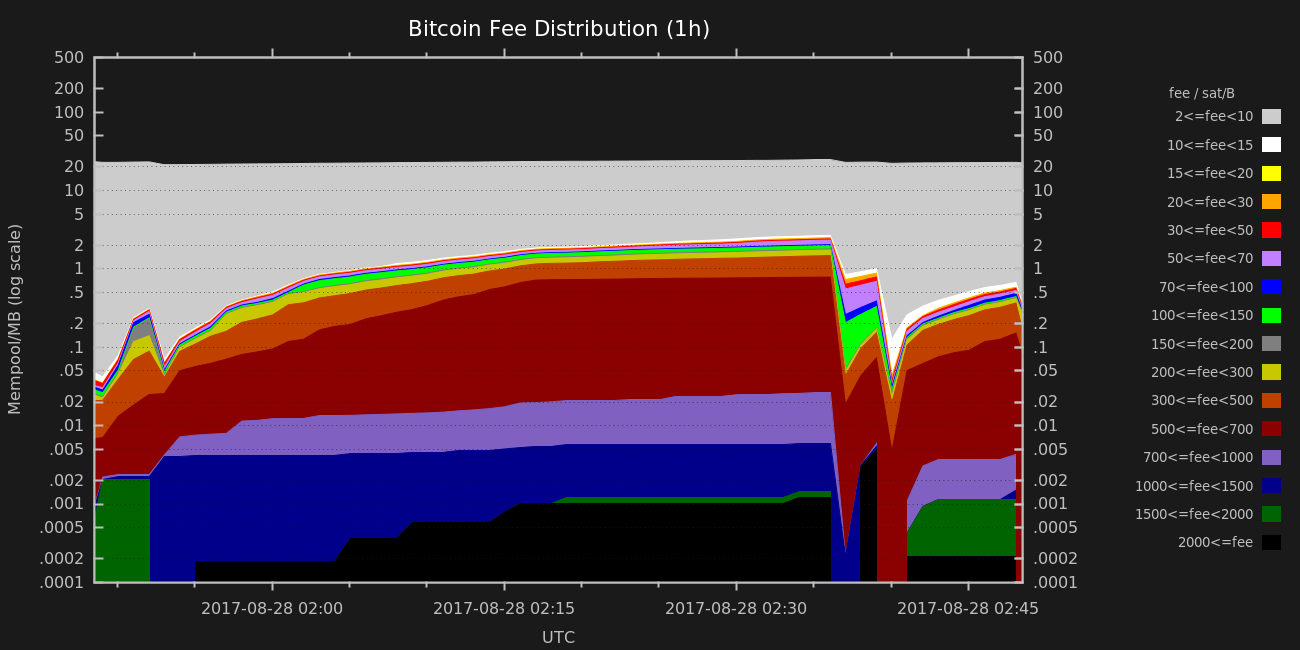 Bitcoin Fee Distribution (1h)
500
200
100
50
20
10
5
2
1
.5
.2
.1
.05
.02
.01
.005
.002
.001
.0005
.0002
.0001
Mempool/MB (log scale)
500
200
100
50
20
10
5
2
1
.5
.2
.1
.05
.02
.01
.005
.002
.001
.0005
.0002
.0001
2017-08-28 02:00
2017-08-28 02:15
2017-08-28 02:30
2017-08-28 02:45
UTC
fee / sat/B
2<=fee<10
10<=fee<15
15<=fee<20
20<=fee<30
30<=fee<50
50<=fee<70
70<=fee<100
100<=fee<150
150<=fee<200
200<=fee<300
300<=fee<500
500<=fee<700
700<=fee<1000
1000<=fee<1500
1500<=fee<2000
2000<=fee